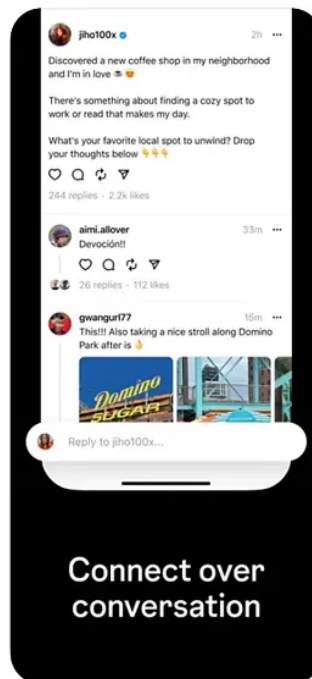 jiho100x 2h
Discovered a new coffee shop in my neighborhood
and I'm in love ☕ 😍
There's something about finding a cozy spot to
work or read that makes my day.
What's your favorite local spot to unwind? Drop
your thoughts below 👇👇👇
244 replies · 2.2k likes
aimi.allover 33m
Devoción!!
26 replies · 112 likes
gwangurl77 15m
This!!! Also taking a nice stroll along Domino
Park after is 👌
Domino
SUGAR
Reply to jiho100x...
Connect over
conversation